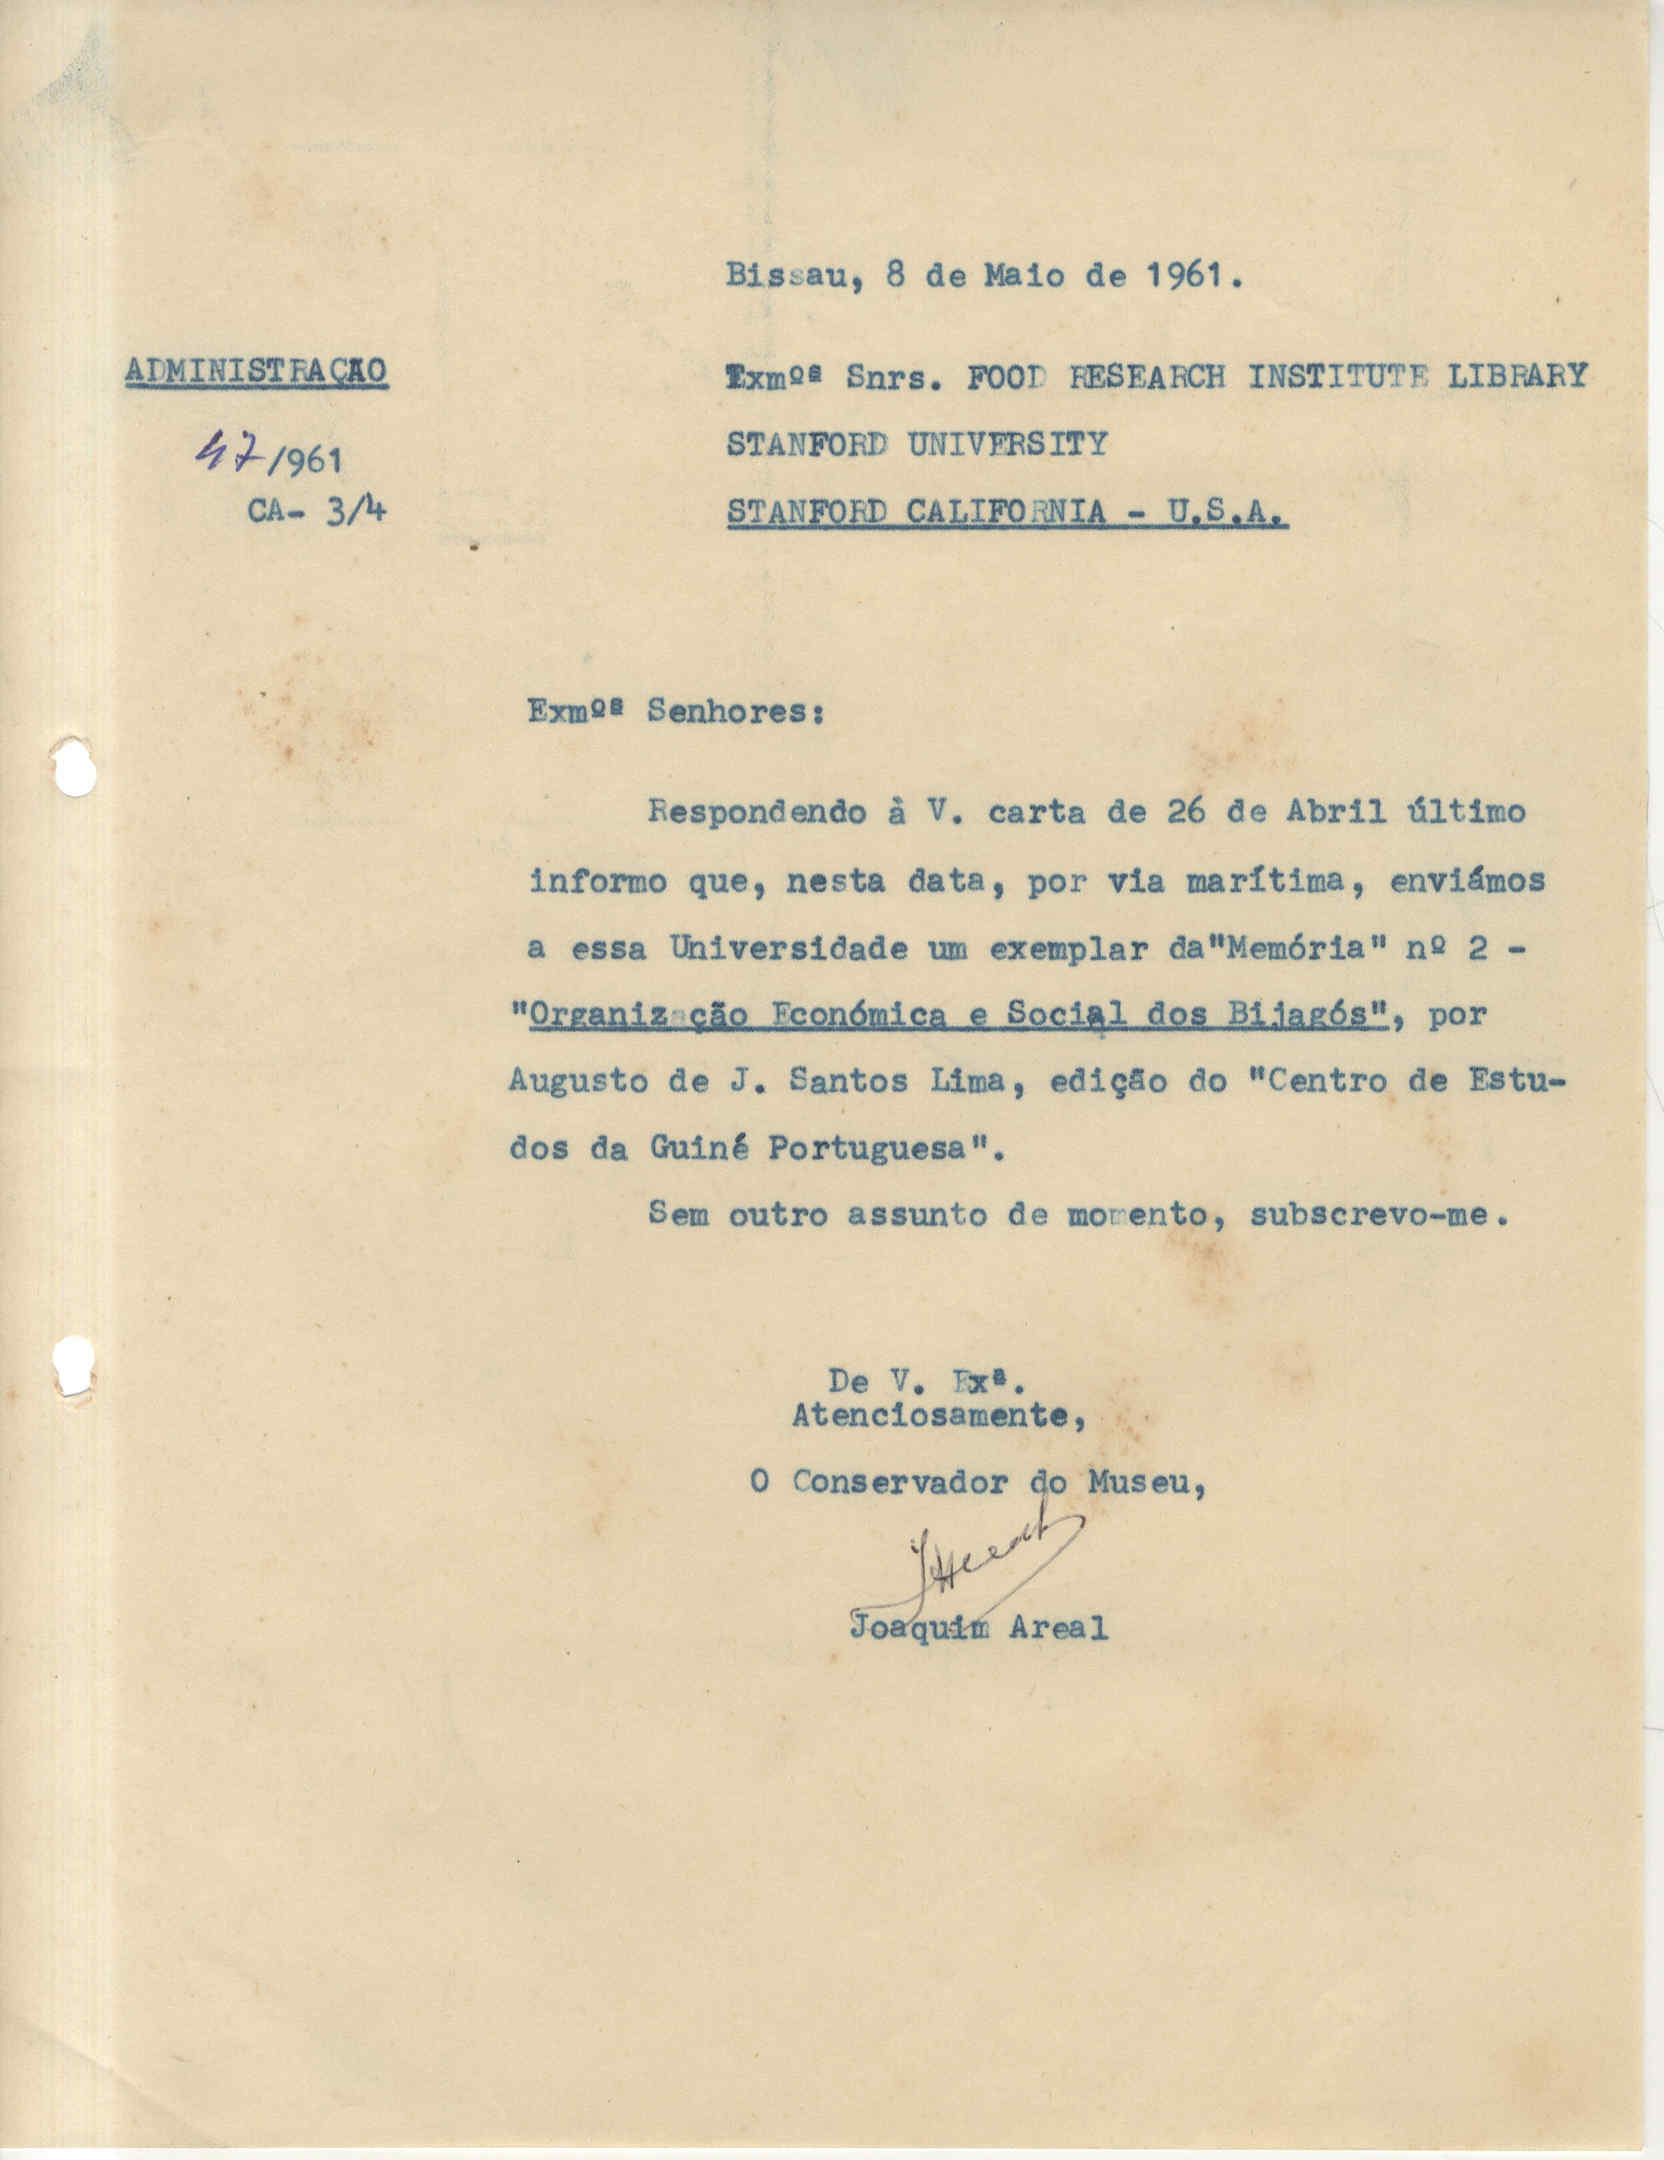 Bissau, 8 de Maio de 1961.
ADMINISTRAÇÃO
Exmºs Snrs. FOOD RESEARCH INSTITUTE LIBRARY
47/961
STANFORD UNIVERSITY
CA- 3/4
STANFORD CALIFORNIA - U.S.A.
Exmºs Senhores:
Respondendo à V. carta de 26 de Abril último
informo que, nesta data, por via marítima, enviámos
a essa Universidade um exemplar da"Memória" nº 2 -
"Organização Económica e Social dos Bijagós", por
Augusto de J. Santos Lima, edição do "Centro de Estu-
dos da Guiné Portuguesa".
Sem outro assunto de momento, subscrevo-me.
De V. Exª.
Atenciosamente,
O Conservador do Museu,
JAreal
Joaquim Areal